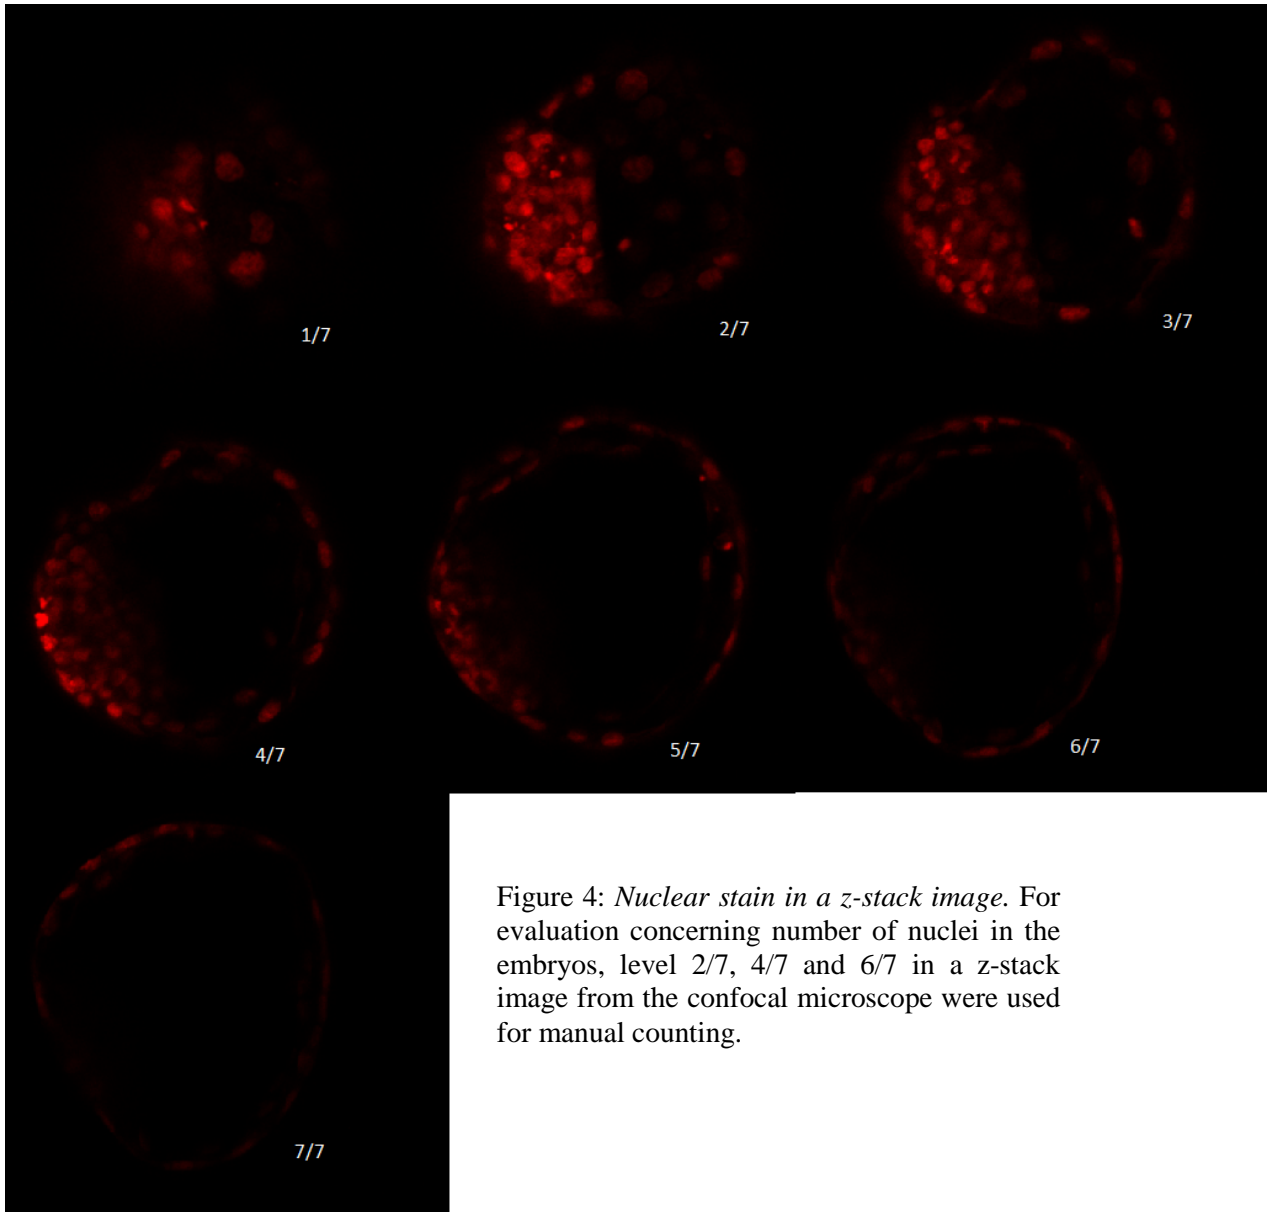 1/7
2/7
3/7
4/7
5/7
6/7
7/7
Figure 4: Nuclear stain in a z-stack image. For
evaluation concerning number of nuclei in the
embryos, level 2/7, 4/7 and 6/7 in a z-stack
image from the confocal microscope were used
for manual counting.